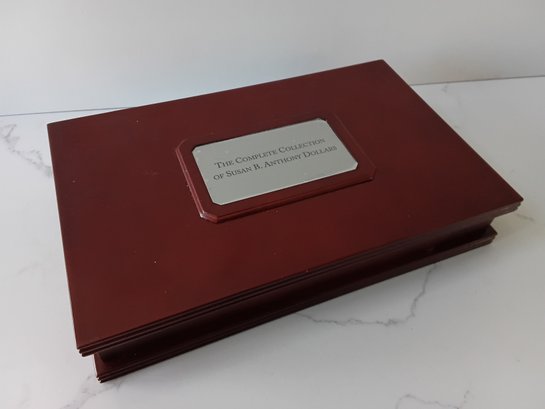 The Complete Collection
of Susan B. Anthony Dollars